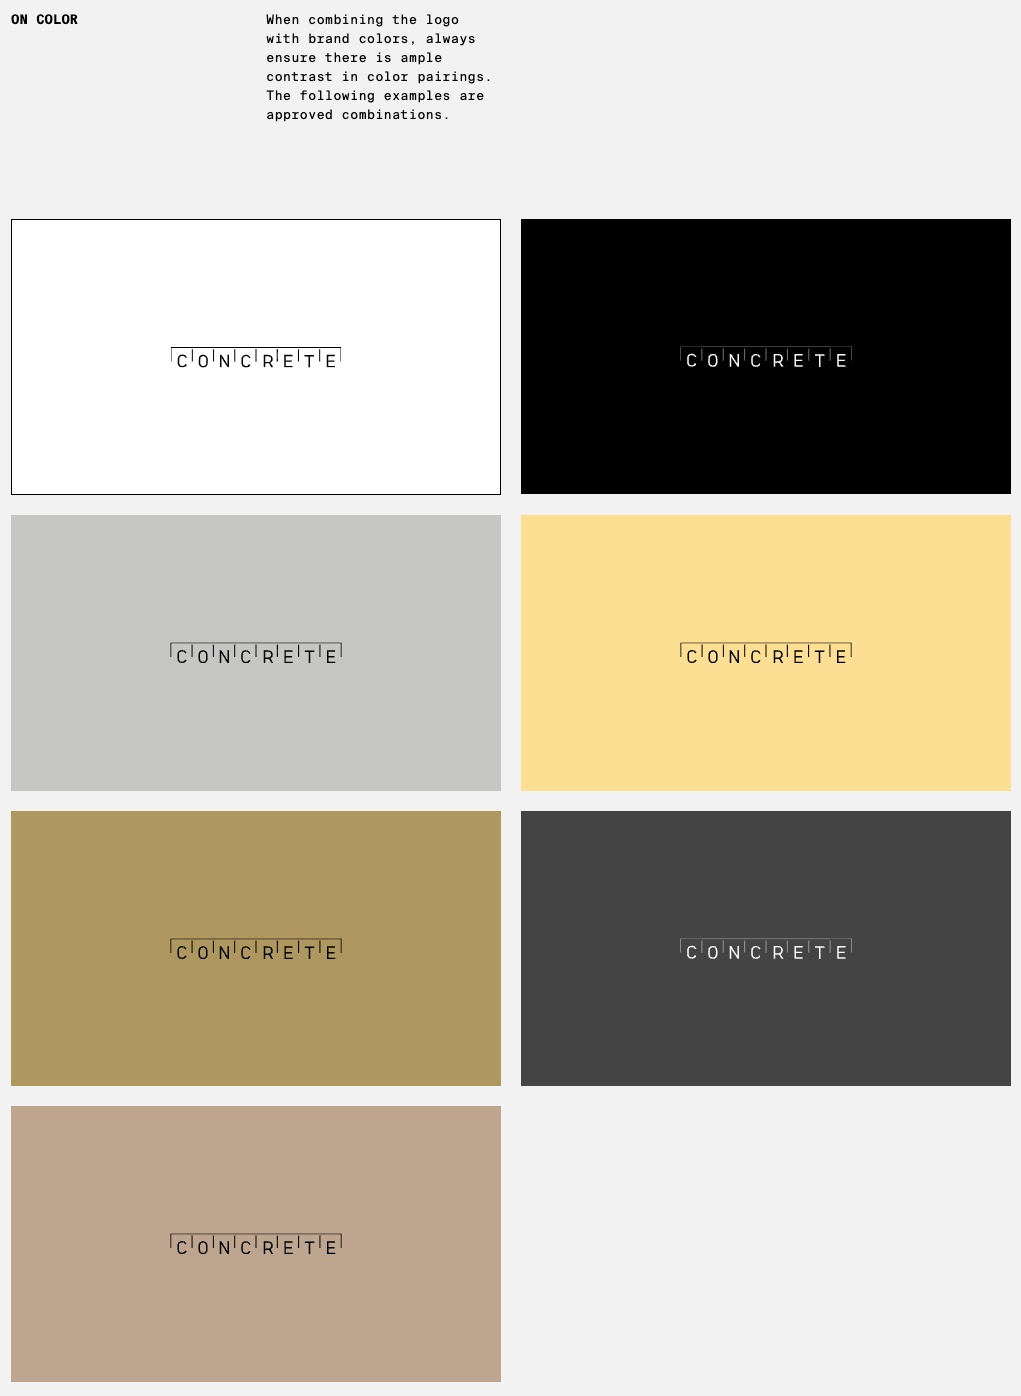 ON COLOR
When combining the logo
with brand colors, always
ensure there is ample
contrast in color pairings.
The following examples are
approved combinations.
CONCRETE
CONCRETE
CONCRETE
CONCRETE
CONCRETE
CONCRETE
CONCRETE